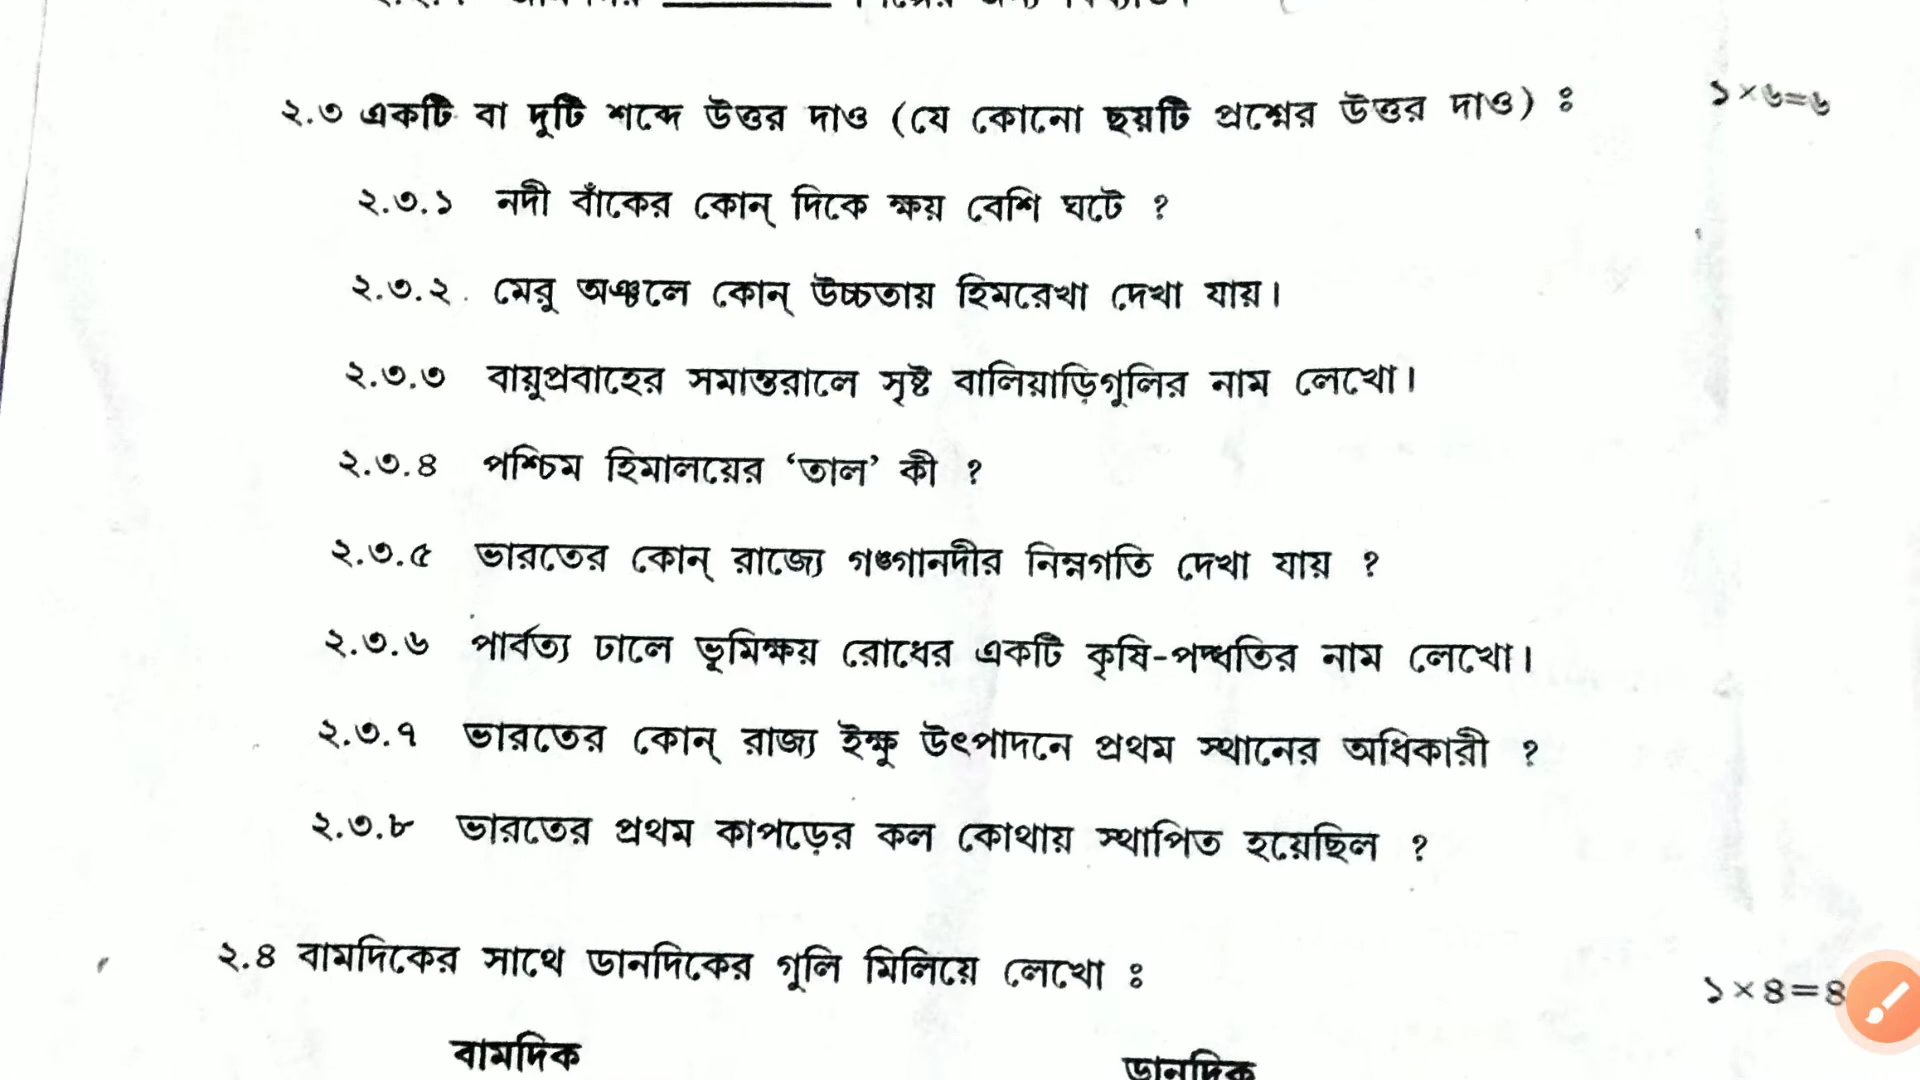 ২.৩ একটি বা দুটি শব্দে উত্তর দাও (যে কোনো ছয়টি প্রশ্নের উত্তর দাও) : ১×৬=৬
২.৩.১ নদী বাঁকের কোন্ দিকে ক্ষয় বেশি ঘটে ?
২.৩.২. মেরু অঞ্চলে কোন্ উচ্চতায় হিমরেখা দেখা যায়।
২.৩.৩ বায়ুপ্রবাহের সমান্তরালে সৃষ্ট বালিয়াড়িগুলির নাম লেখো।
২.৩.৪ পশ্চিম হিমালয়ের ‘তাল’ কী ?
২.৩.৫ ভারতের কোন্ রাজ্যে গঙ্গানদীর নিম্নগতি দেখা যায় ?
২.৩.৬ পার্বত্য ঢালে ভূমিক্ষয় রোধের একটি কৃষি-পদ্ধতির নাম লেখো।
২.৩.৭ ভারতের কোন্ রাজ্য ইক্ষু উৎপাদনে প্রথম স্থানের অধিকারী ?
২.৩.৮ ভারতের প্রথম কাপড়ের কল কোথায় স্থাপিত হয়েছিল ?
২.৪ বামদিকের সাথে ডানদিকের গুলি মিলিয়ে লেখো : ১×৪=৪
বামদিক ডানদিক